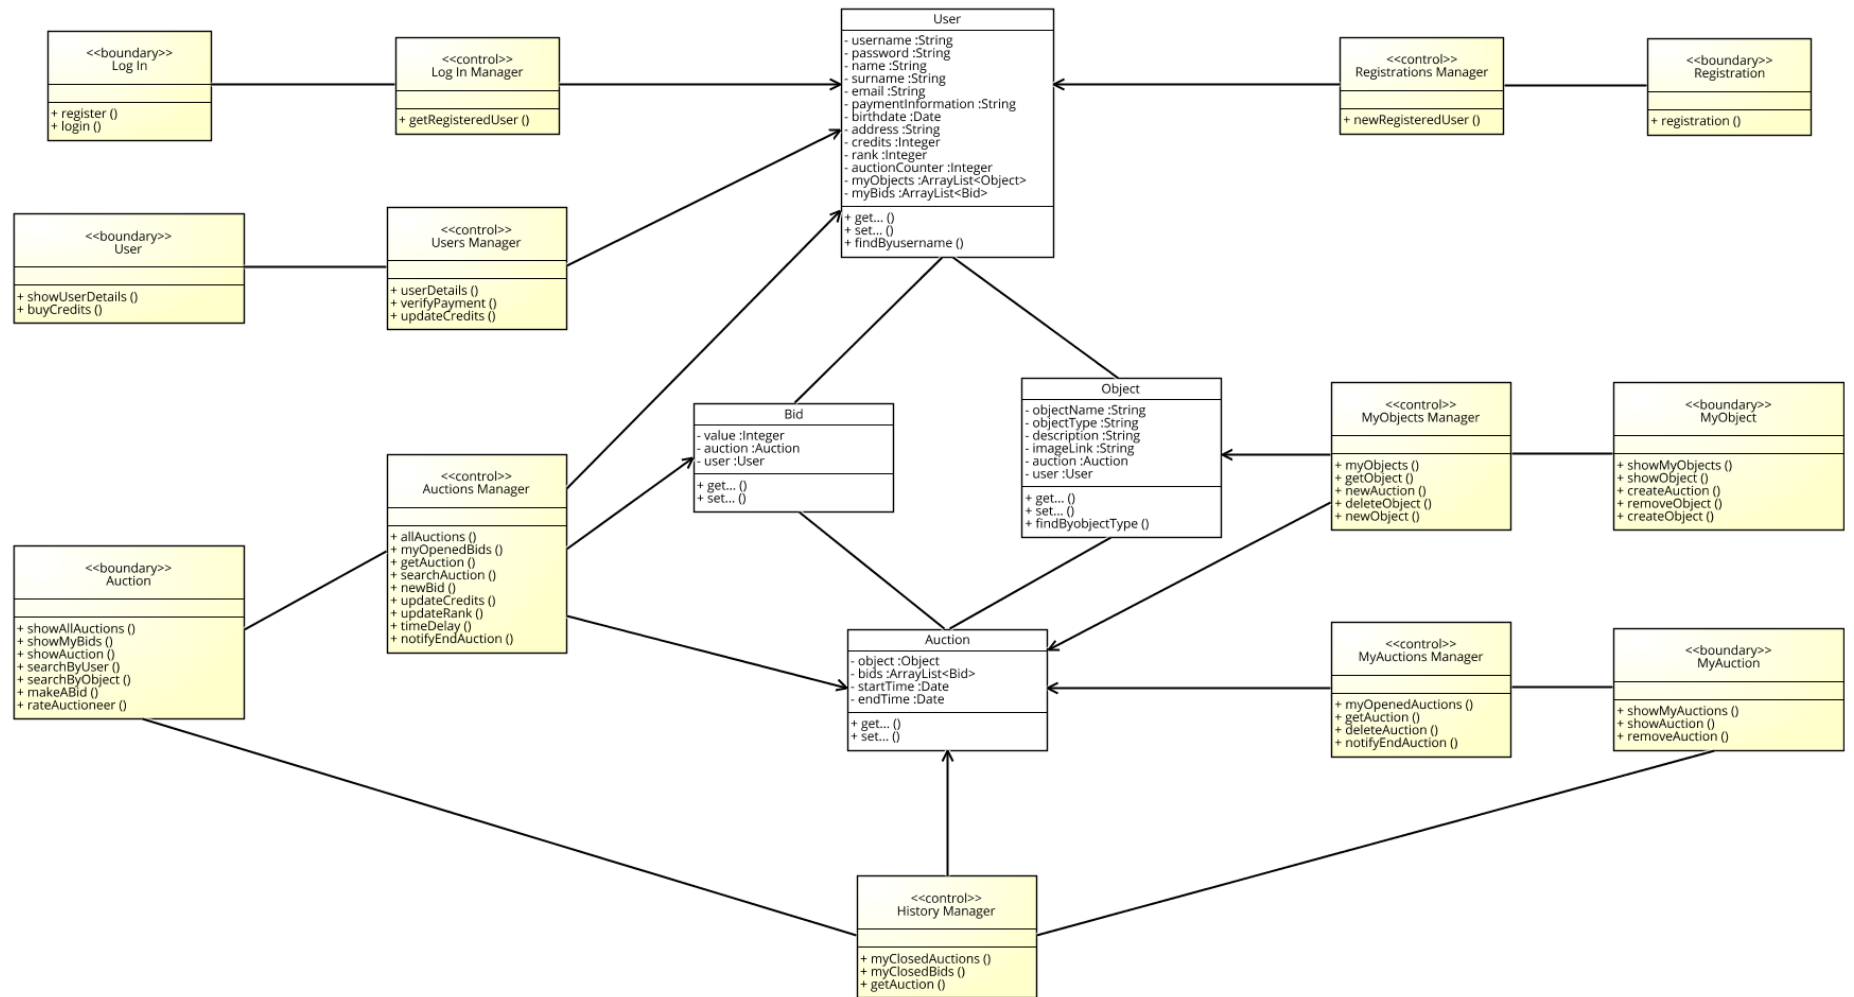 <<boundary>>
Log In
+ register ()
+ login ()
<<control>>
Log In Manager
+ getRegisteredUser ()
User
- username :String
- password :String
- name :String
- surname :String
- email :String
- paymentInformation :String
- birthdate :Date
- address :String
- credits :Integer
- rank :Integer
- auctionCounter :Integer
- myObjects :ArrayList<Object>
- myBids :ArrayList<Bid>
+ get... ()
+ set... ()
+ findByusername ()
<<control>>
Registrations Manager
+ newRegisteredUser ()
<<boundary>>
Registration
+ registration ()
<<boundary>>
User
+ showUserDetails ()
+ buyCredits ()
<<control>>
Users Manager
+ userDetails ()
+ verifyPayment ()
+ updateCredits ()
Bid
- value :Integer
- auction :Auction
- user :User
+ get... ()
+ set... ()
Object
- objectName :String
- objectType :String
- description :String
- imageLink :String
- auction :Auction
- user :User
+ get... ()
+ set... ()
+ findByobjectType ()
<<control>>
MyObjects Manager
+ myObjects ()
+ getObject ()
+ newAuction ()
+ deleteObject ()
+ newObject ()
<<boundary>>
MyObject
+ showMyObjects ()
+ showObject ()
+ createAuction ()
+ removeObject ()
+ createObject ()
<<control>>
Auctions Manager
+ allAuctions ()
+ myOpenedBids ()
+ getAuction ()
+ searchAuction ()
+ newBid ()
+ updateCredits ()
+ updateRank ()
+ timeDelay ()
+ notifyEndAuction ()
<<boundary>>
Auction
+ showAllAuctions ()
+ showMyBids ()
+ showAuction ()
+ searchByUser ()
+ searchByObject ()
+ makeABid ()
+ rateAuctioneer ()
Auction
- object :Object
- bids :ArrayList<Bid>
- startTime :Date
- endTime :Date
+ get... ()
+ set... ()
<<control>>
MyAuctions Manager
+ myOpenedAuctions ()
+ getAuction ()
+ deleteAuction ()
+ notifyEndAuction ()
<<boundary>>
MyAuction
+ showMyAuctions ()
+ showAuction ()
+ removeAuction ()
<<control>>
History Manager
+ myClosedAuctions ()
+ myClosedBids ()
+ getAuction ()